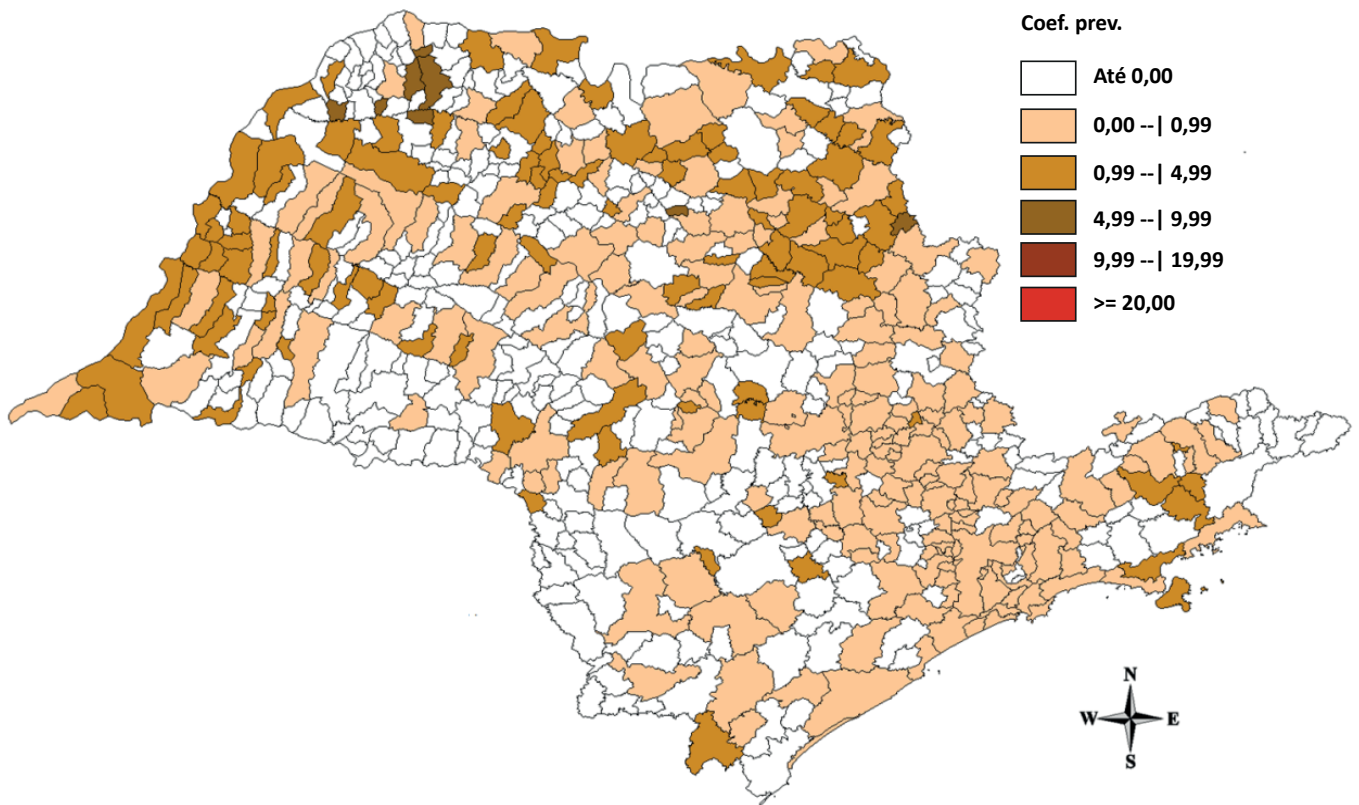 Coef. prev.
Até 0,00
0,00 --| 0,99
0,99 --| 4,99
4,99 --| 9,99
9,99 --| 19,99
>= 20,00
N
W E
S